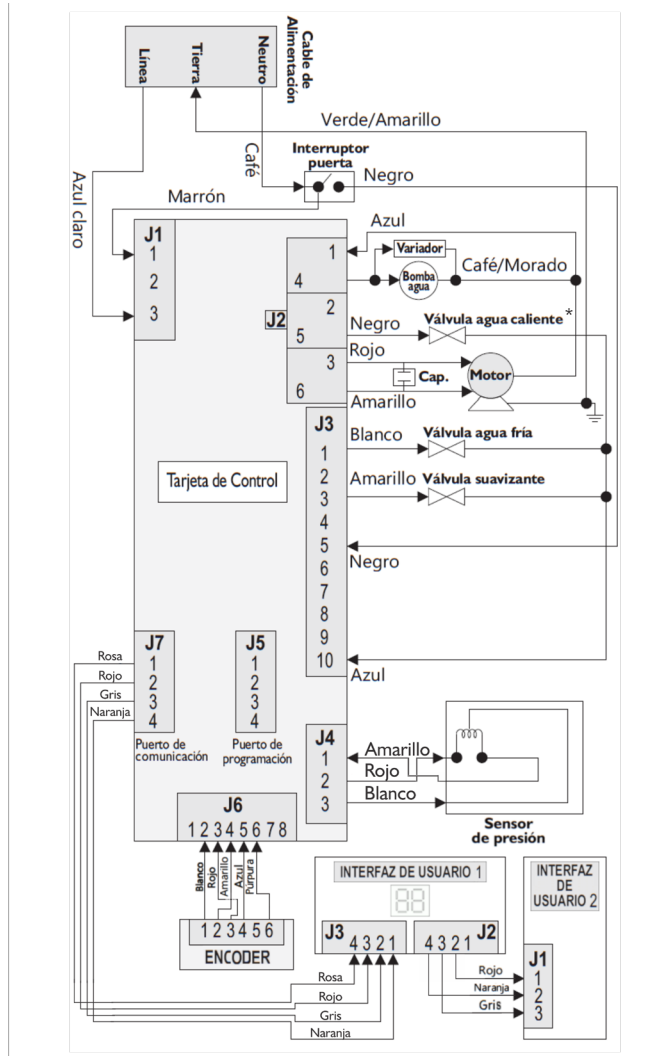 Cable de
Alimentación
Neutro
Tierra
Línea
Verde/Amarillo
Café
Interruptor
puerta
Negro
Azul claro
Marrón
J1
1
2
3
Azul
1
Variador
4
Bomba
agua
Café/Morado
2
J2
5
Negro
Válvula agua caliente*
Rojo
3
Cap.
Motor
6
Amarillo
J3
Blanco
Válvula agua fría
1
2
Amarillo
Válvula suavizante
3
4
5
Negro
6
7
8
9
10
Azul
Tarjeta de Control
J7
1
2
3
4
Rosa
Rojo
Gris
Naranja
Puerto de
comunicación
J5
1
2
3
4
Puerto de
programación
J4
1
2
3
Amarillo
Rojo
Blanco
Sensor
de presión
J6
1 2 3 4 5 6 7 8
Blanco
Rojo
Amarillo
Azul
Púrpura
1 2 3 4 5 6
ENCODER
INTERFAZ DE USUARIO 1
88
J3 4 3 2 1
4 3 2 1 J2
INTERFAZ
DE
USUARIO 2
J1
1
2
3
Rojo
Naranja
Gris
Rosa
Rojo
Gris
Naranja